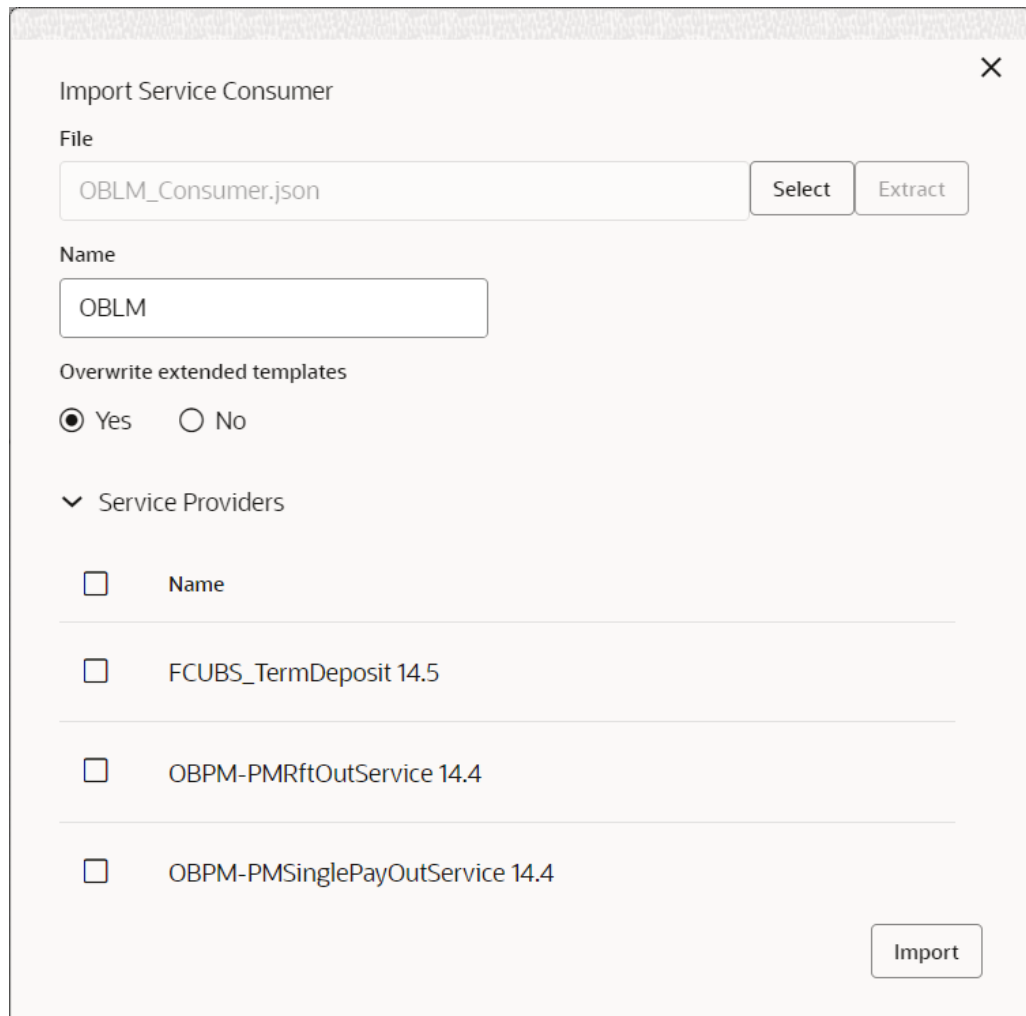 Import Service Consumer
File
OBLM_Consumer.json Select Extract
Name
OBLM
Overwrite extended templates
Yes No
Service Providers
Name
FCUBS_TermDeposit 14.5
OBPM-PMRftOutService 14.4
OBPM-PMSinglePayOutService 14.4
Import